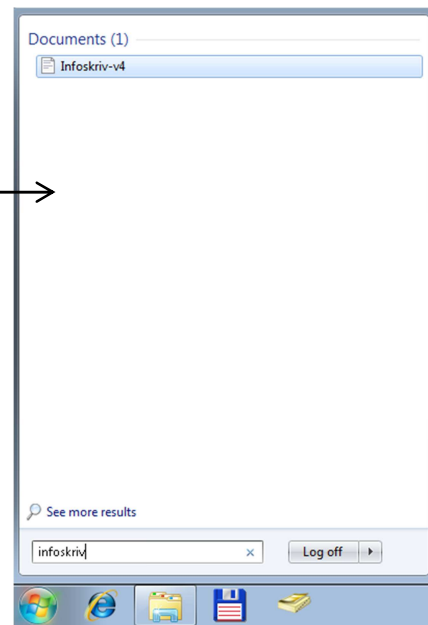 Documents (1)
Infoskriv-v4
See more results
infoskriv
Log off